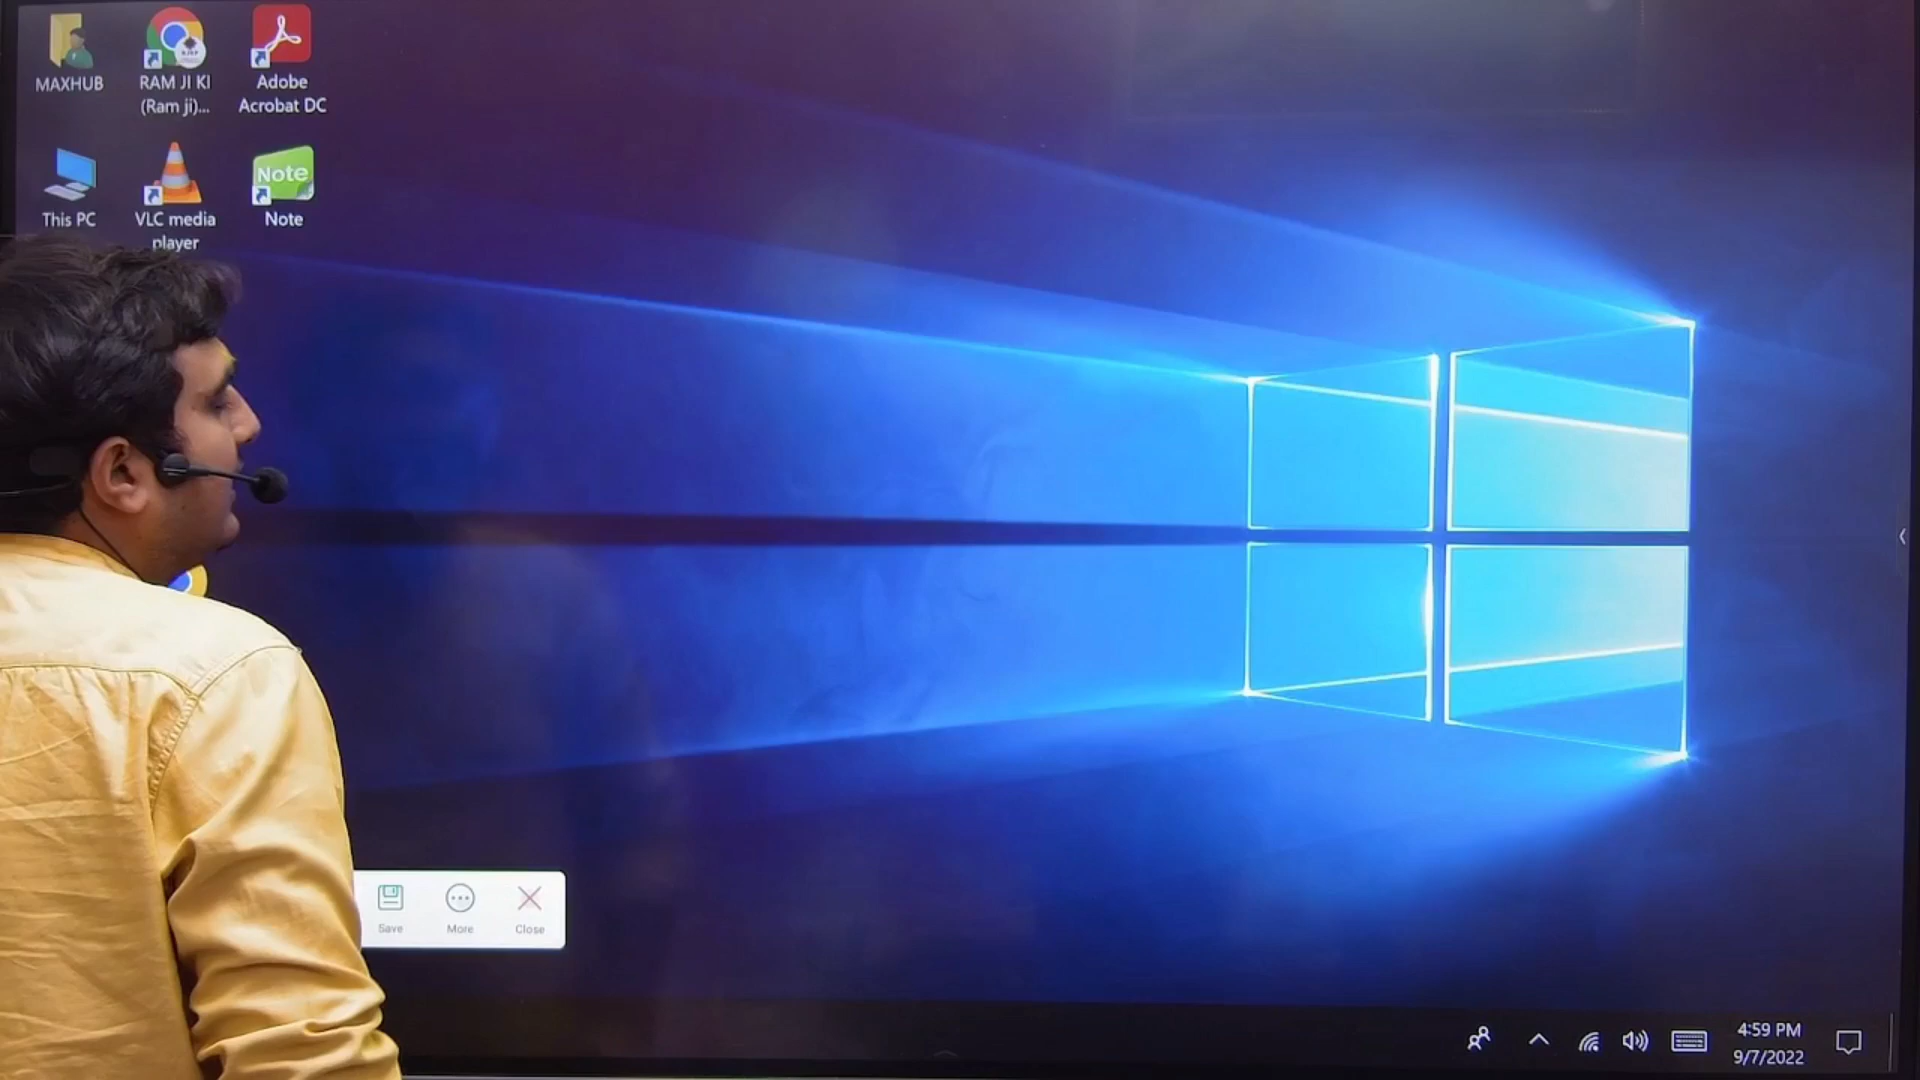 MAXHUB
RAM JI KI
(Ram ji)...
Adobe
Acrobat DC
This PC
VLC media
player
Note
Note
Save
More
Close
4:59 PM
9/7/2022